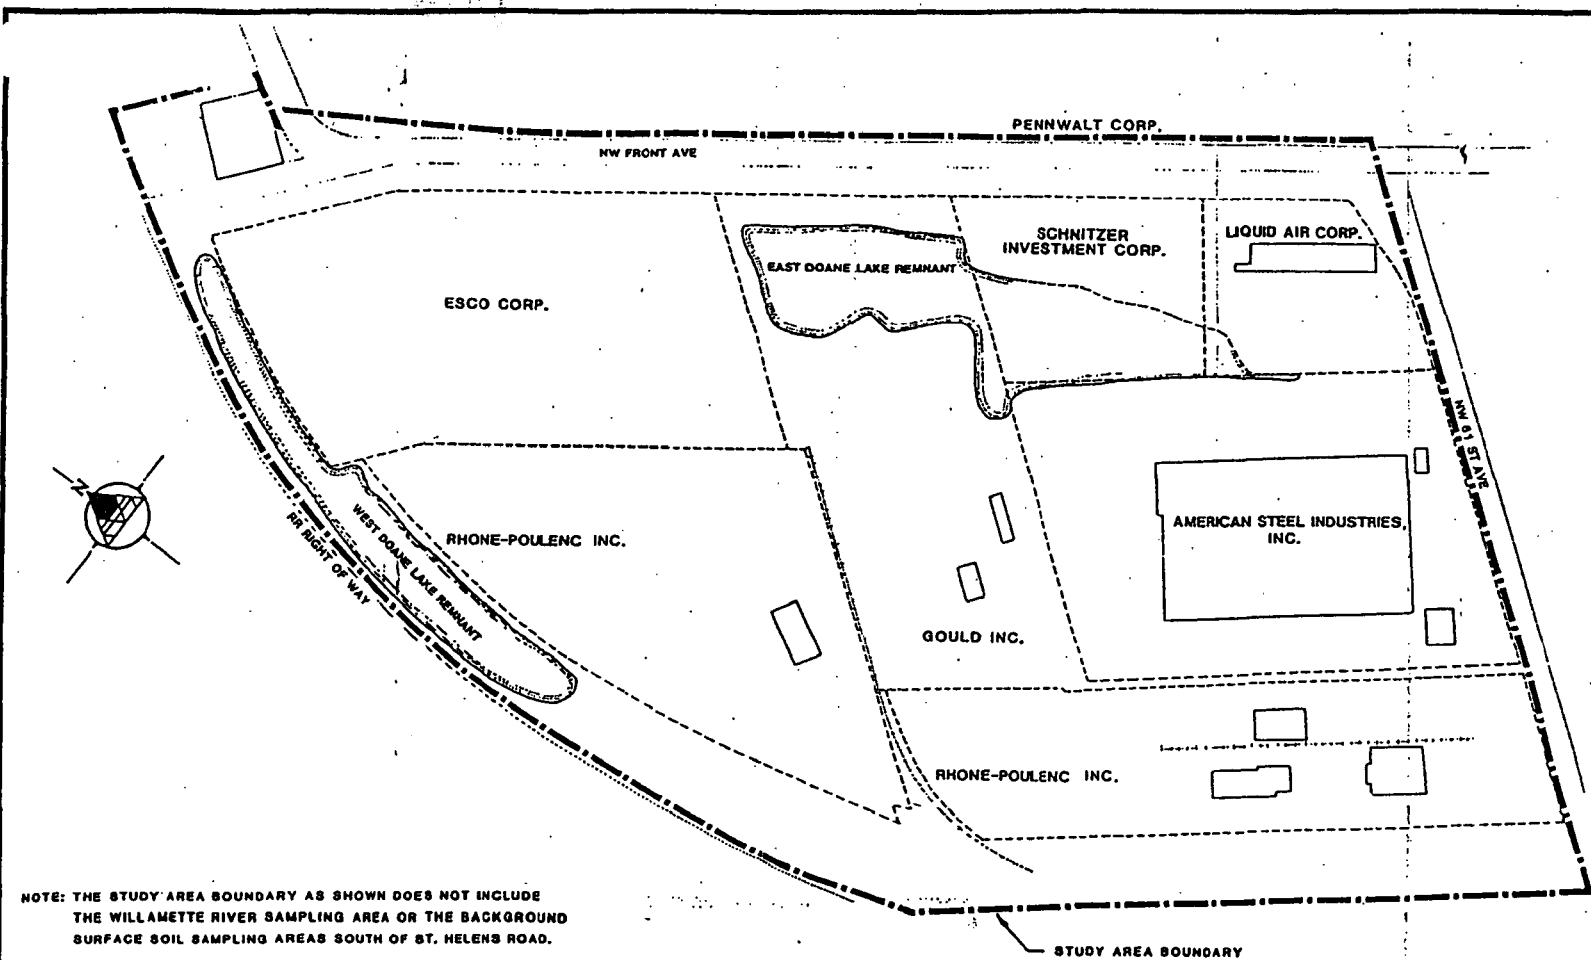 PENNWALT CORP.
NW FRONT AVE
SCHNITZER
INVESTMENT CORP.
LIQUID AIR CORP.
EAST DOANE LAKE REMNANT
ESCO CORP.
NW 61 ST AVE
N
WEST DOANE LAKE REMNANT
RR RIGHT OF WAY
RHONE-POULENC INC.
AMERICAN STEEL INDUSTRIES,
INC.
GOULD INC.
RHONE-POULENC INC.
NOTE: THE STUDY AREA BOUNDARY AS SHOWN DOES NOT INCLUDE
THE WILLAMETTE RIVER SAMPLING AREA OR THE BACKGROUND
SURFACE SOIL SAMPLING AREAS SOUTH OF ST. HELENS ROAD.
STUDY AREA BOUNDARY